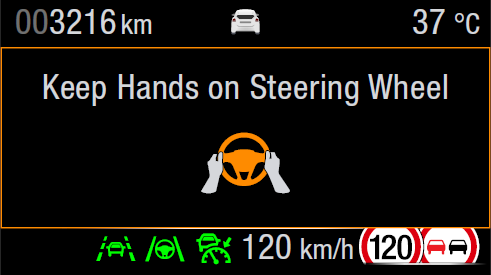 003216 km 37 °C
Keep Hands on Steering Wheel
120 km/h 120